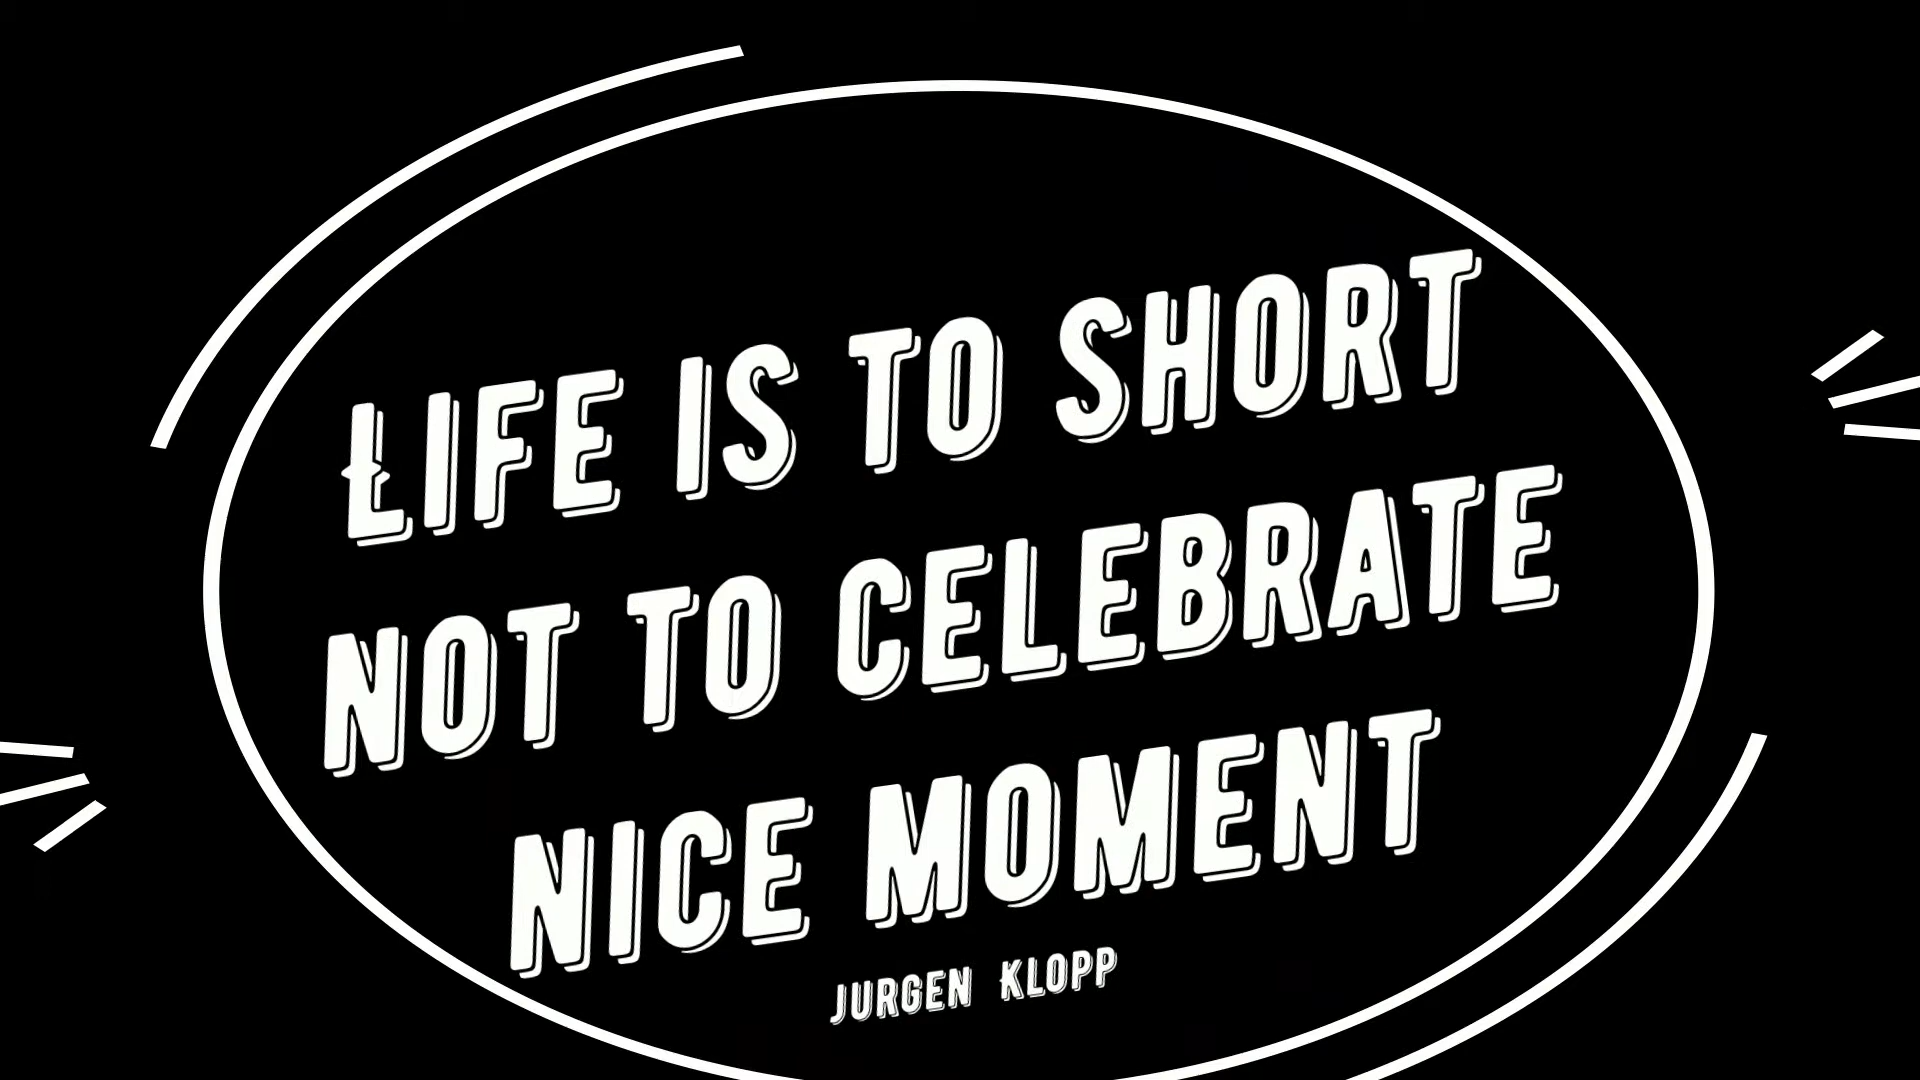 ŁIFE IS TO SHORT
NOT TO CELEBRATE
NICE MOMENT
JURGEN KLOPP